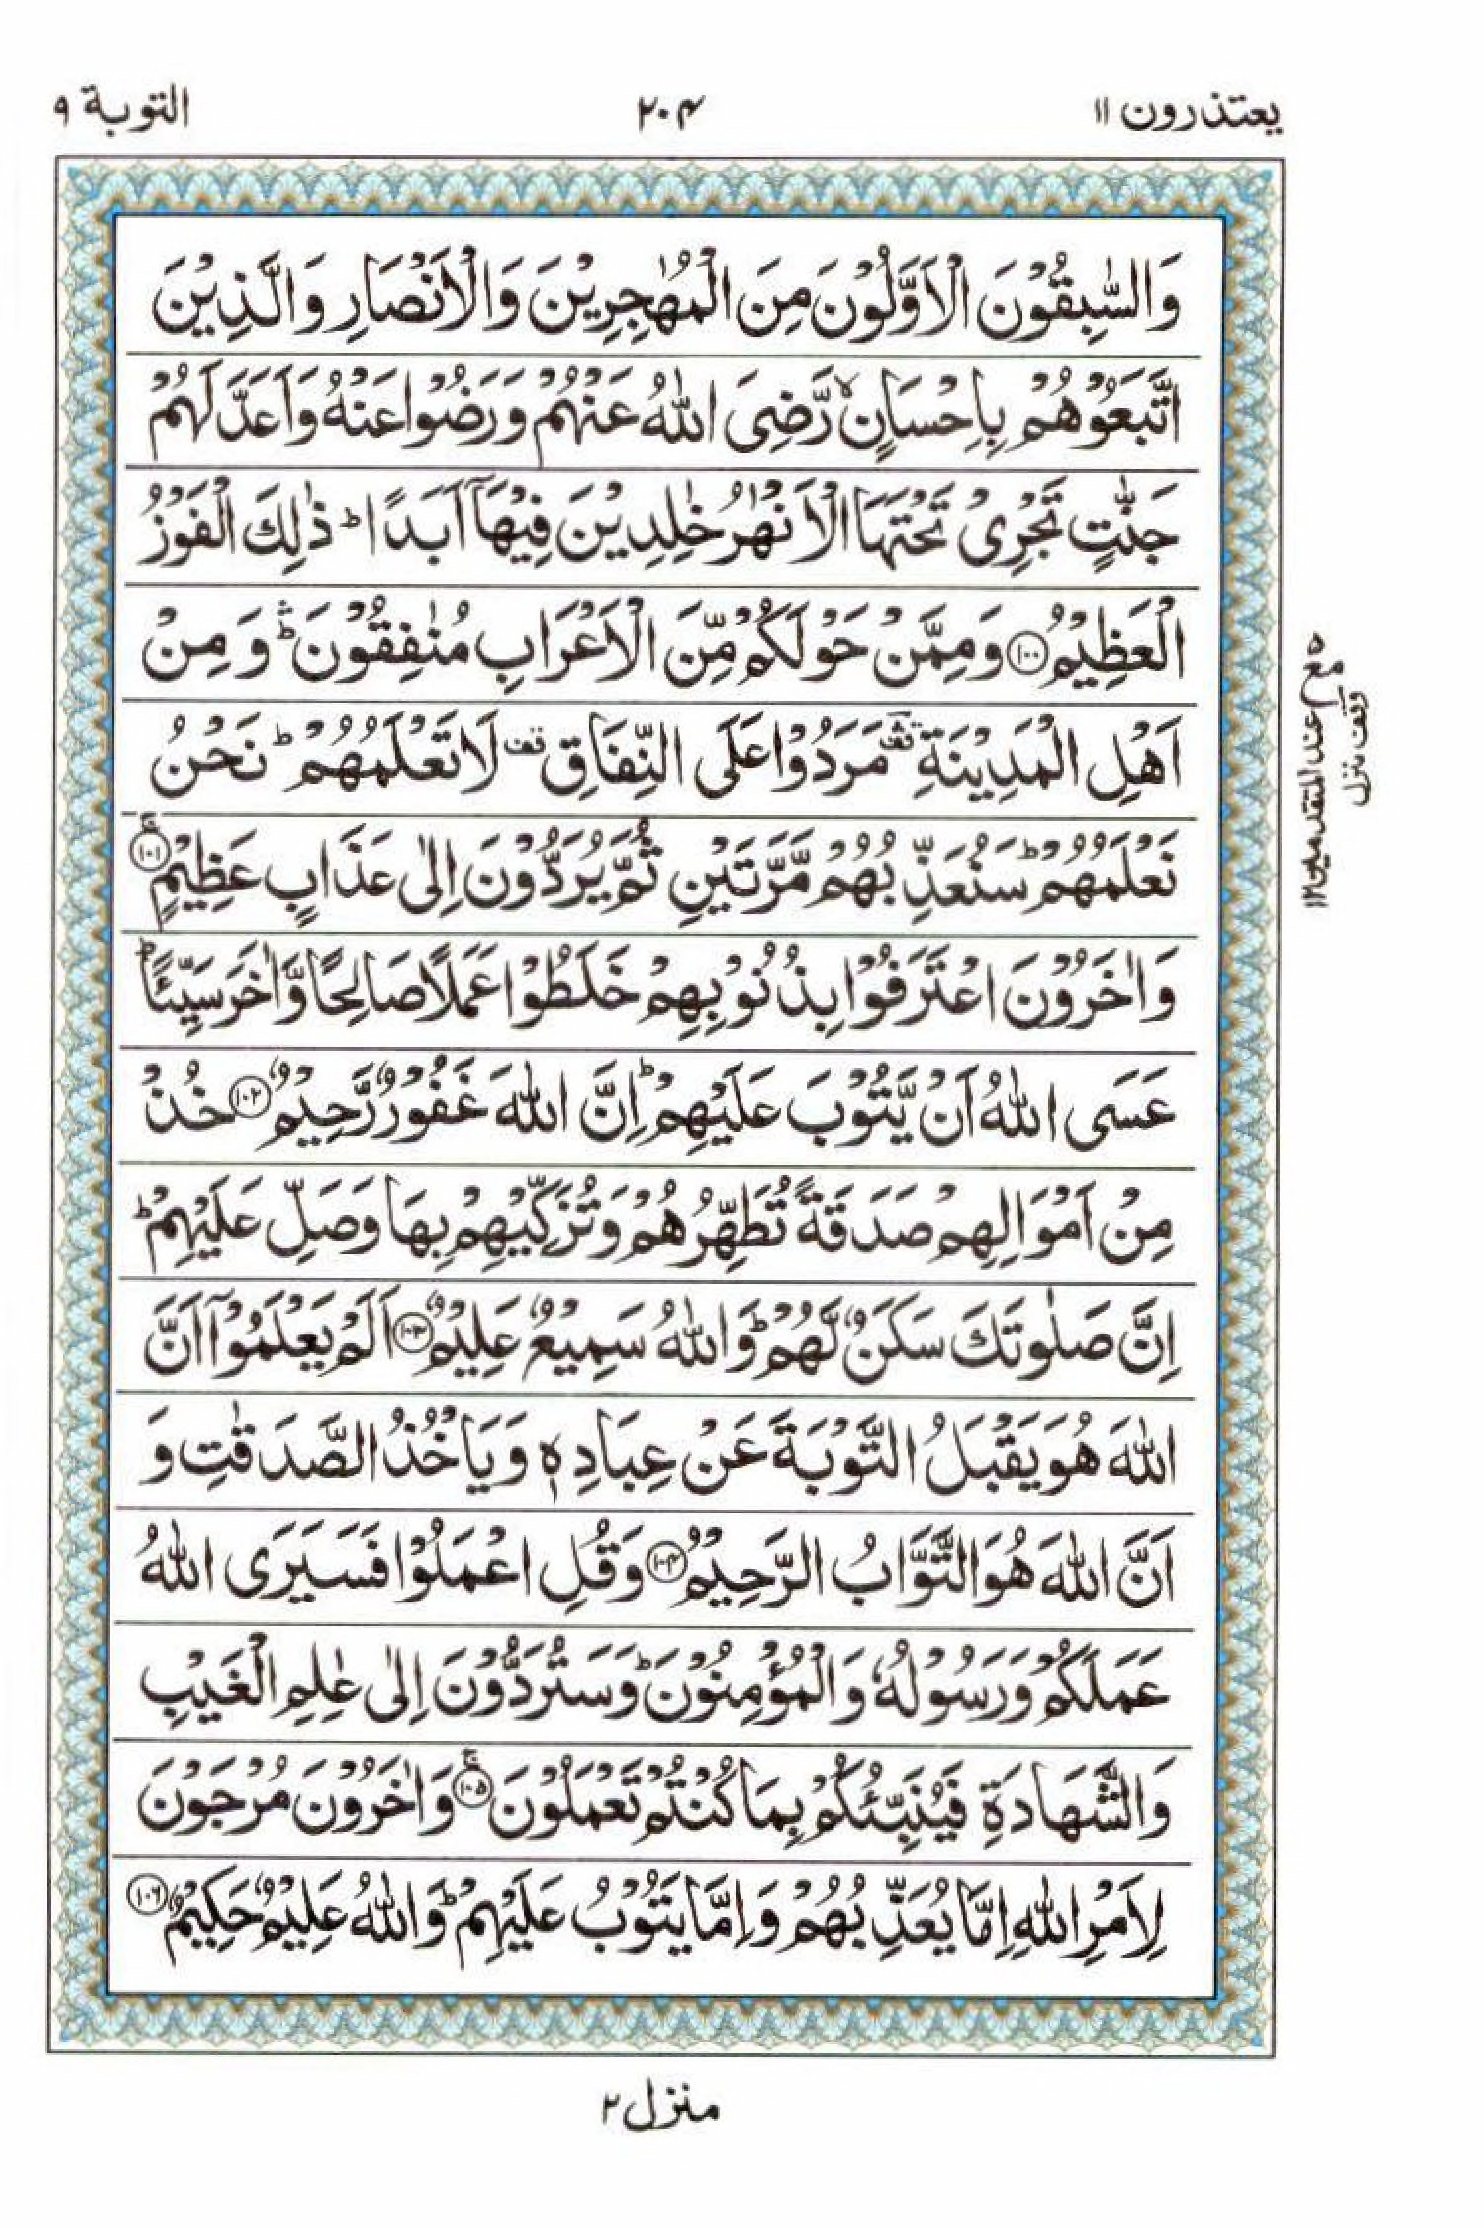 يعتذرون ١١
٢٠٤
التوبة ٩
وَالسّٰبِقُوْنَ الْاَوَّلُوْنَ مِنَ الْمُهٰجِرِيْنَ وَالْاَنْصَارِ وَالَّذِيْنَ
اتَّبَعُوْهُمْ بِاِحْسَانٍ ۙ رَّضِىَ اللّٰهُ عَنْهُمْ وَرَضُوْا عَنْهُ وَاَعَدَّ لَهُمْ
جَنّٰتٍ تَجْرِىْ تَحْتَهَا الْاَنْهٰرُ خٰلِدِيْنَ فِيْهَآ اَبَدًا ؕ ذٰلِكَ الْفَوْزُ
الْعَظِيْمُ ۝١٠٠ وَمِمَّنْ حَوْلَكُمْ مِّنَ الْاَعْرَابِ مُنٰفِقُوْنَ ۛؕ وَمِنْ
اَهْلِ الْمَدِيْنَةِ ۛقف مَرَدُوْا عَلَى النِّفَاقِ قف لَا تَعْلَمُهُمْ ؕ نَحْنُ
نَعْلَمُهُمْ ؕ سَنُعَذِّبُهُمْ مَّرَّتَيْنِ ثُمَّ يُرَدُّوْنَ اِلٰى عَذَابٍ عَظِيْمٍ ۝١٠١ۚ
وَاٰخَرُوْنَ اعْتَرَفُوْا بِذُنُوْبِهِمْ خَلَطُوْا عَمَلًا صَالِحًا وَّاٰخَرَ سَيِّئًا ؕ
عَسَى اللّٰهُ اَنْ يَّتُوْبَ عَلَيْهِمْ ؕ اِنَّ اللّٰهَ غَفُوْرٌ رَّحِيْمٌ ۝١٠٢ خُذْ
مِنْ اَمْوَالِهِمْ صَدَقَةً تُطَهِّرُهُمْ وَتُزَكِّيْهِمْ بِهَا وَصَلِّ عَلَيْهِمْ ؕ
اِنَّ صَلٰوتَكَ سَكَنٌ لَّهُمْ ؕ وَاللّٰهُ سَمِيْعٌ عَلِيْمٌ ۝١٠٣ اَلَمْ يَعْلَمُوْٓا اَنَّ
اللّٰهَ هُوَ يَقْبَلُ التَّوْبَةَ عَنْ عِبَادِهٖ وَيَاْخُذُ الصَّدَقٰتِ وَ
اَنَّ اللّٰهَ هُوَ التَّوَّابُ الرَّحِيْمُ ۝١٠٤ وَقُلِ اعْمَلُوْا فَسَيَرَى اللّٰهُ
عَمَلَكُمْ وَرَسُوْلُهٗ وَالْمُؤْمِنُوْنَ ؕ وَسَتُرَدُّوْنَ اِلٰى عٰلِمِ الْغَيْبِ
وَالشَّهَادَةِ فَيُنَبِّئُكُمْ بِمَا كُنْتُمْ تَعْمَلُوْنَ ۝١٠٥ۚ وَاٰخَرُوْنَ مُرْجَوْنَ
لِاَمْرِ اللّٰهِ اِمَّا يُعَذِّبُهُمْ وَاِمَّا يَتُوْبُ عَلَيْهِمْ ؕ وَاللّٰهُ عَلِيْمٌ حَكِيْمٌ ۝١٠٦
معه عند المتقدمين ١٢
وقف منزل
منزل ٢